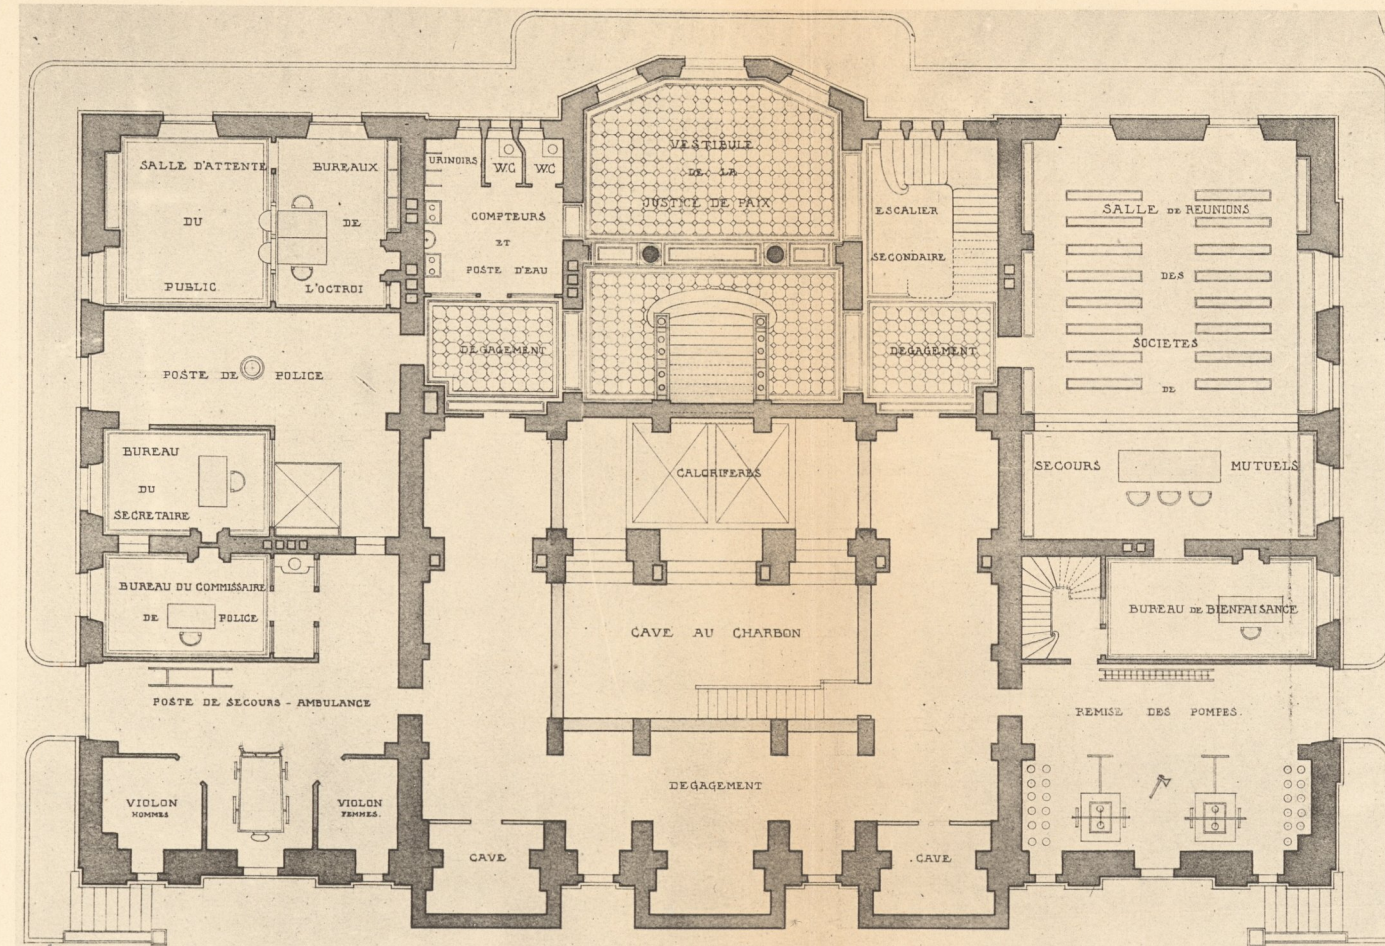 SALLE D'ATTENTE
DU
PUBLIC
BUREAUX
DE
L'OCTROI
URINOIRS
W.C
W.C
COMPTEURS
ET
POSTE D'EAU
VESTIBULE
DE LA
JUSTICE DE PAIX
ESCALIER
SECONDAIRE
SALLE DE REUNIONS
DES
SOCIETES
DE
SECOURS MUTUELS
DEGAGEMENT
DEGAGEMENT
POSTE DE POLICE
BUREAU
DU
SECRETAIRE
CALORIFERES
BUREAU DU COMMISSAIRE
DE POLICE
CAVE AU CHARBON
BUREAU DE BIENFAISANCE
POSTE DE SECOURS - AMBULANCE
REMISE DES POMPES.
DEGAGEMENT
VIOLON
HOMMES
VIOLON
FEMMES.
CAVE
. CAVE